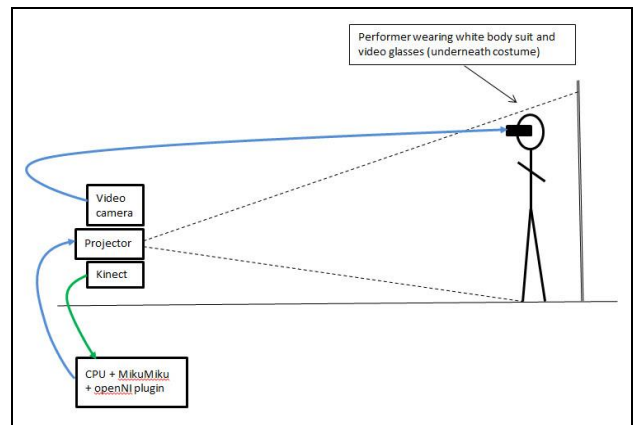 Performer wearing white body suit and
video glasses (underneath costume)
Video
camera
Projector
Kinect
CPU + MikuMiku
+ openNI plugin